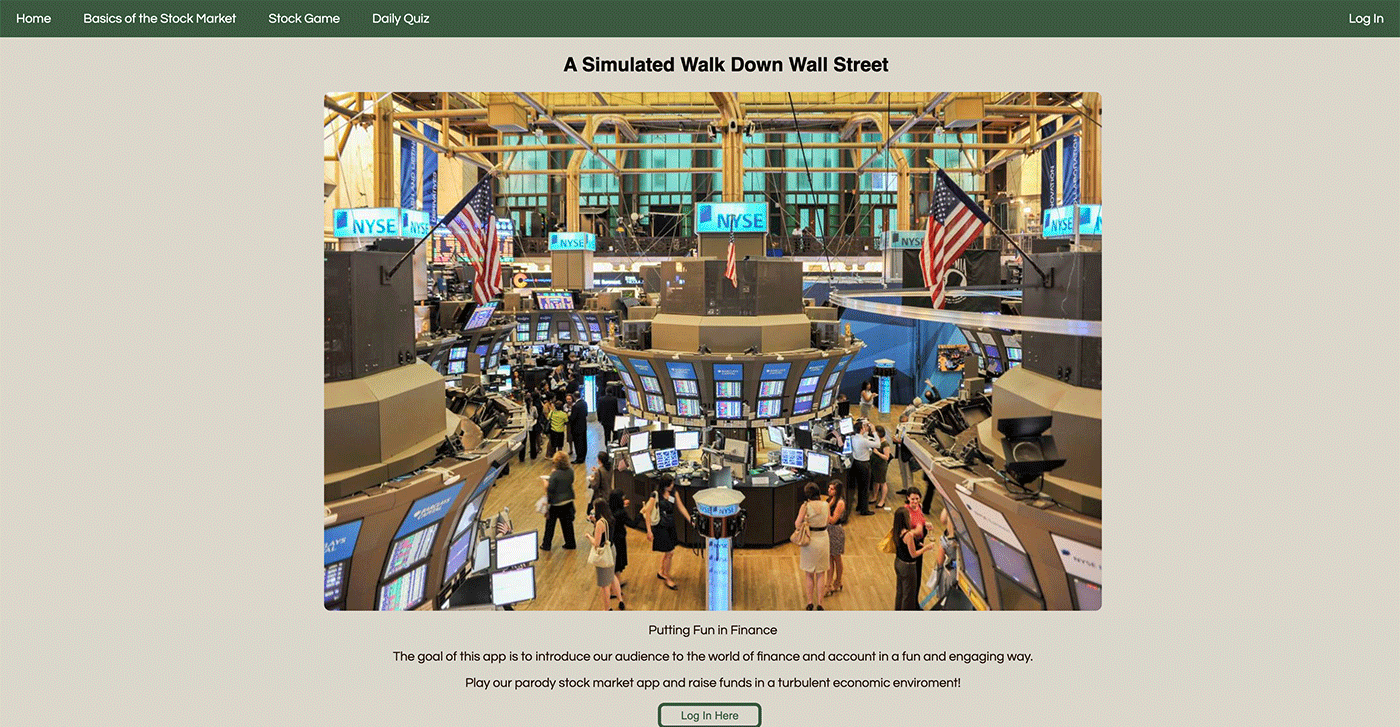 Home Basics of the Stock Market Stock Game Daily Quiz Log In
A Simulated Walk Down Wall Street
NYSE NYSE NYSE NYSE NYSE NYSE
BARCLAYS CAPITAL
NYSE
Putting Fun in Finance
The goal of this app is to introduce our audience to the world of finance and account in a fun and engaging way.
Play our parody stock market app and raise funds in a turbulent economic enviroment!
Log In Here